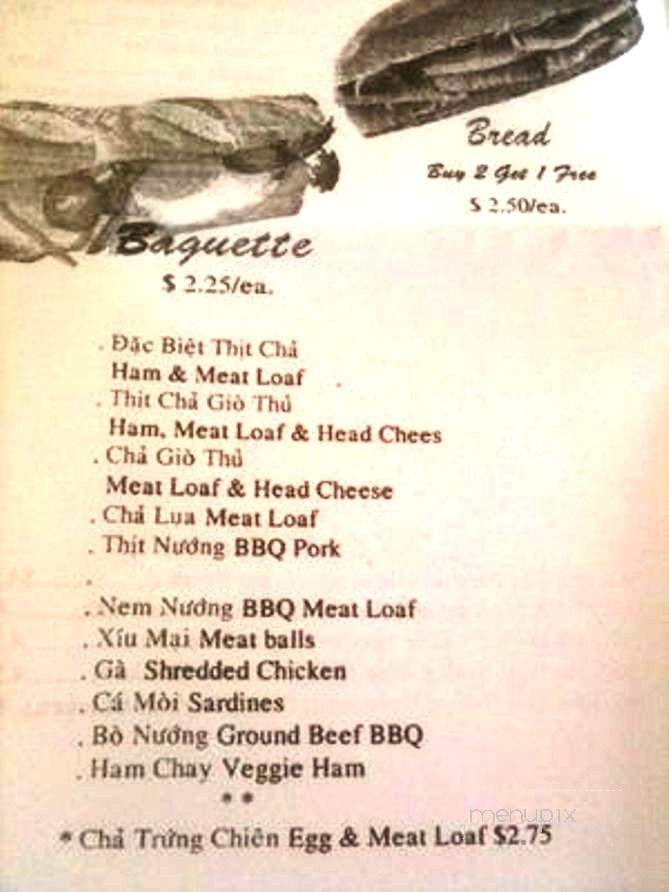 Bread
Buy 2 Get 1 Free
$ 2.50/ea.
Baguette
$ 2.25/ea.
. Đặc Biệt Thịt Chả
Ham & Meat Loaf
. Thịt Chả Giò Thủ
Ham, Meat Loaf & Head Chees
. Chả Giò Thủ
Meat Loaf & Head Cheese
. Chả Lụa Meat Loaf
. Thịt Nướng BBQ Pork
.
. Nem Nướng BBQ Meat Loaf
. Xíu Mại Meat balls
. Gà Shredded Chicken
. Cá Mòi Sardines
. Bò Nướng Ground Beef BBQ
. Ham Chay Veggie Ham
* *
* Chả Trứng Chiên Egg & Meat Loaf $2.75
menupix